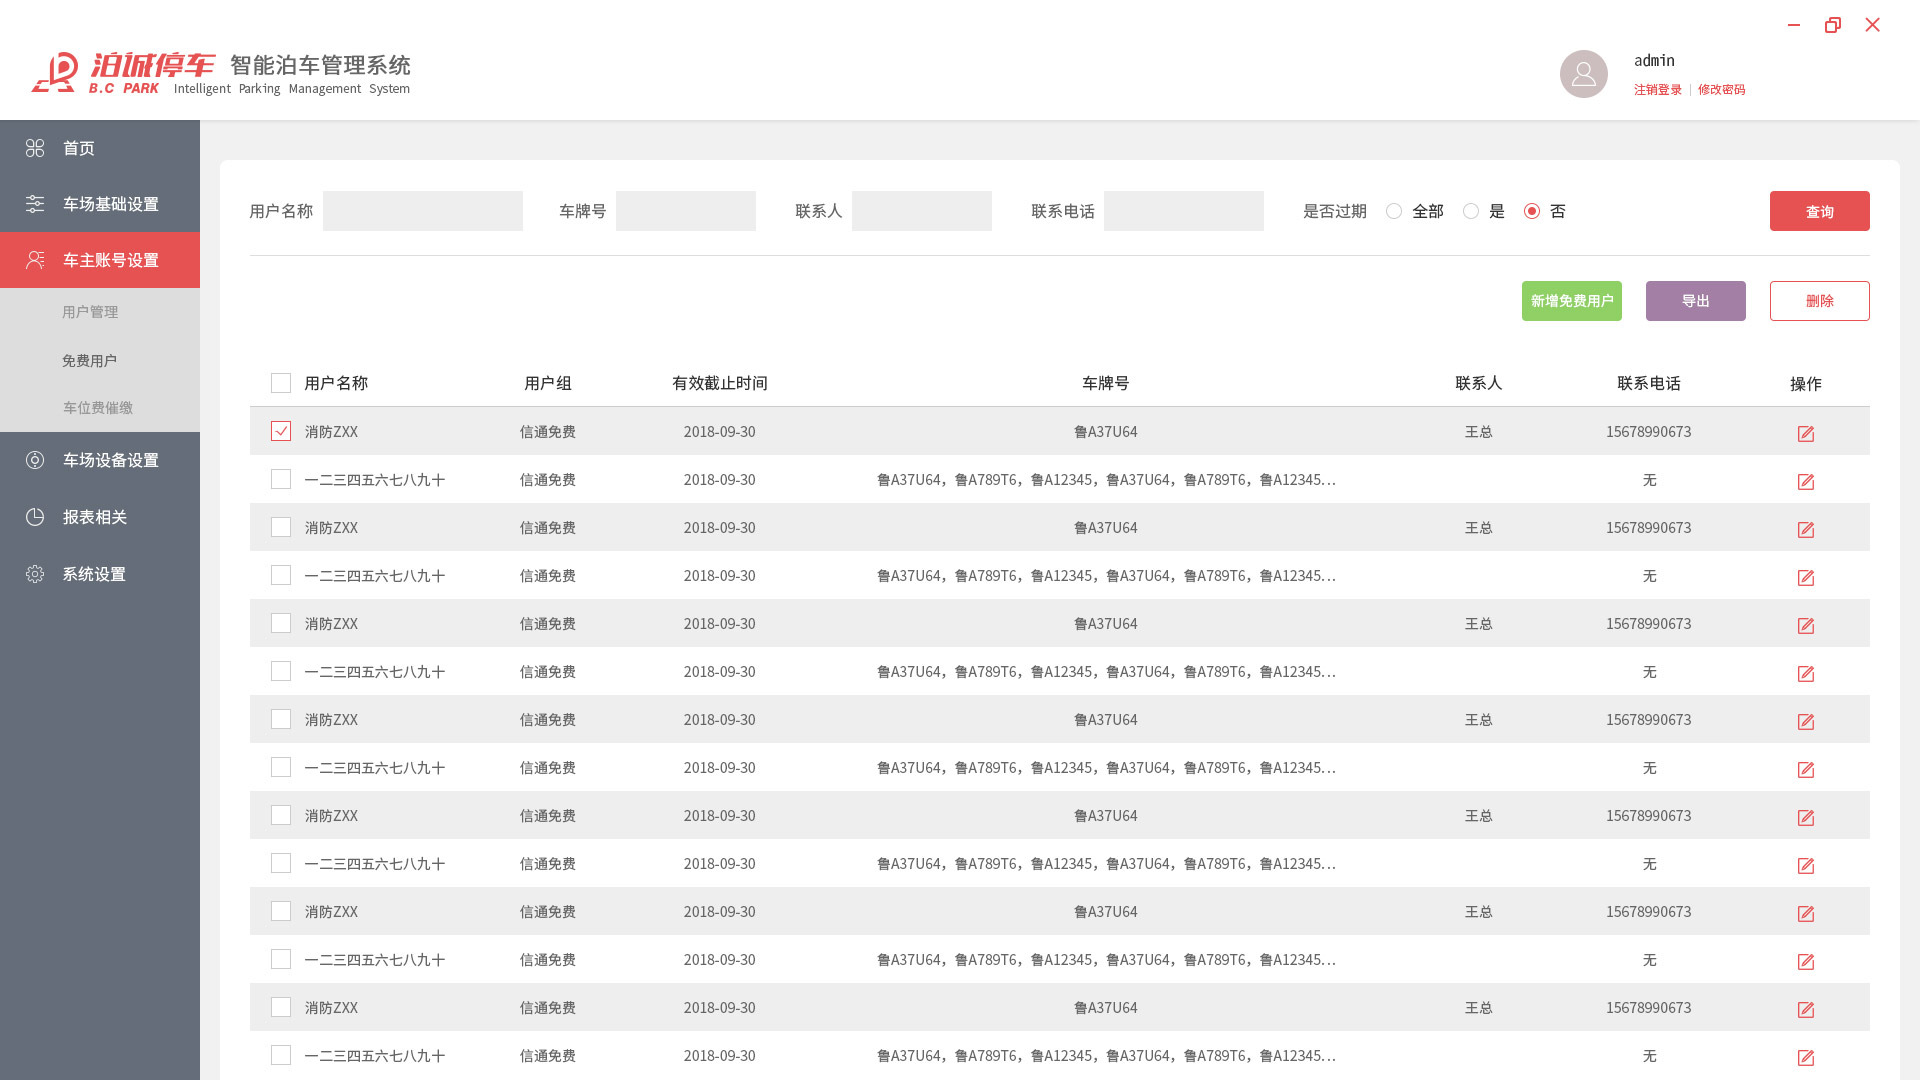 泊诚停车 智能泊车管理系统
B.C PARK Intelligent Parking Management System
admin
注销登录 | 修改密码
首页
车场基础设置
车主账号设置
用户管理
免费用户
车位费催缴
车场设备设置
报表相关
系统设置
用户名称 车牌号 联系人 联系电话 是否过期 全部 是 否 查询
新增免费用户 导出 删除
用户名称 用户组 有效截止时间 车牌号 联系人 联系电话 操作
消防ZXX 信通免费 2018-09-30 鲁A37U64 王总 15678990673
一二三四五六七八九十 信通免费 2018-09-30 鲁A37U64，鲁A789T6，鲁A12345，鲁A37U64，鲁A789T6，鲁A12345... 无
消防ZXX 信通免费 2018-09-30 鲁A37U64 王总 15678990673
一二三四五六七八九十 信通免费 2018-09-30 鲁A37U64，鲁A789T6，鲁A12345，鲁A37U64，鲁A789T6，鲁A12345... 无
消防ZXX 信通免费 2018-09-30 鲁A37U64 王总 15678990673
一二三四五六七八九十 信通免费 2018-09-30 鲁A37U64，鲁A789T6，鲁A12345，鲁A37U64，鲁A789T6，鲁A12345... 无
消防ZXX 信通免费 2018-09-30 鲁A37U64 王总 15678990673
一二三四五六七八九十 信通免费 2018-09-30 鲁A37U64，鲁A789T6，鲁A12345，鲁A37U64，鲁A789T6，鲁A12345... 无
消防ZXX 信通免费 2018-09-30 鲁A37U64 王总 15678990673
一二三四五六七八九十 信通免费 2018-09-30 鲁A37U64，鲁A789T6，鲁A12345，鲁A37U64，鲁A789T6，鲁A12345... 无
消防ZXX 信通免费 2018-09-30 鲁A37U64 王总 15678990673
一二三四五六七八九十 信通免费 2018-09-30 鲁A37U64，鲁A789T6，鲁A12345，鲁A37U64，鲁A789T6，鲁A12345... 无
消防ZXX 信通免费 2018-09-30 鲁A37U64 王总 15678990673
一二三四五六七八九十 信通免费 2018-09-30 鲁A37U64，鲁A789T6，鲁A12345，鲁A37U64，鲁A789T6，鲁A12345... 无